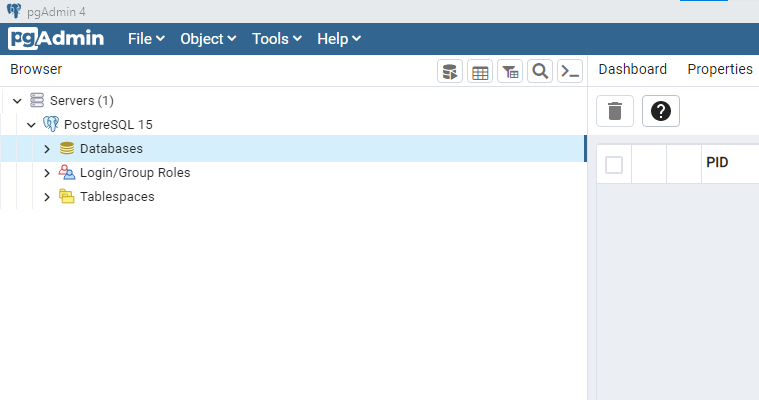 pgAdmin 4
pgAdmin File Object Tools Help
Browser
Dashboard Properties
Servers (1)
PostgreSQL 15
Databases
Login/Group Roles
Tablespaces
PID